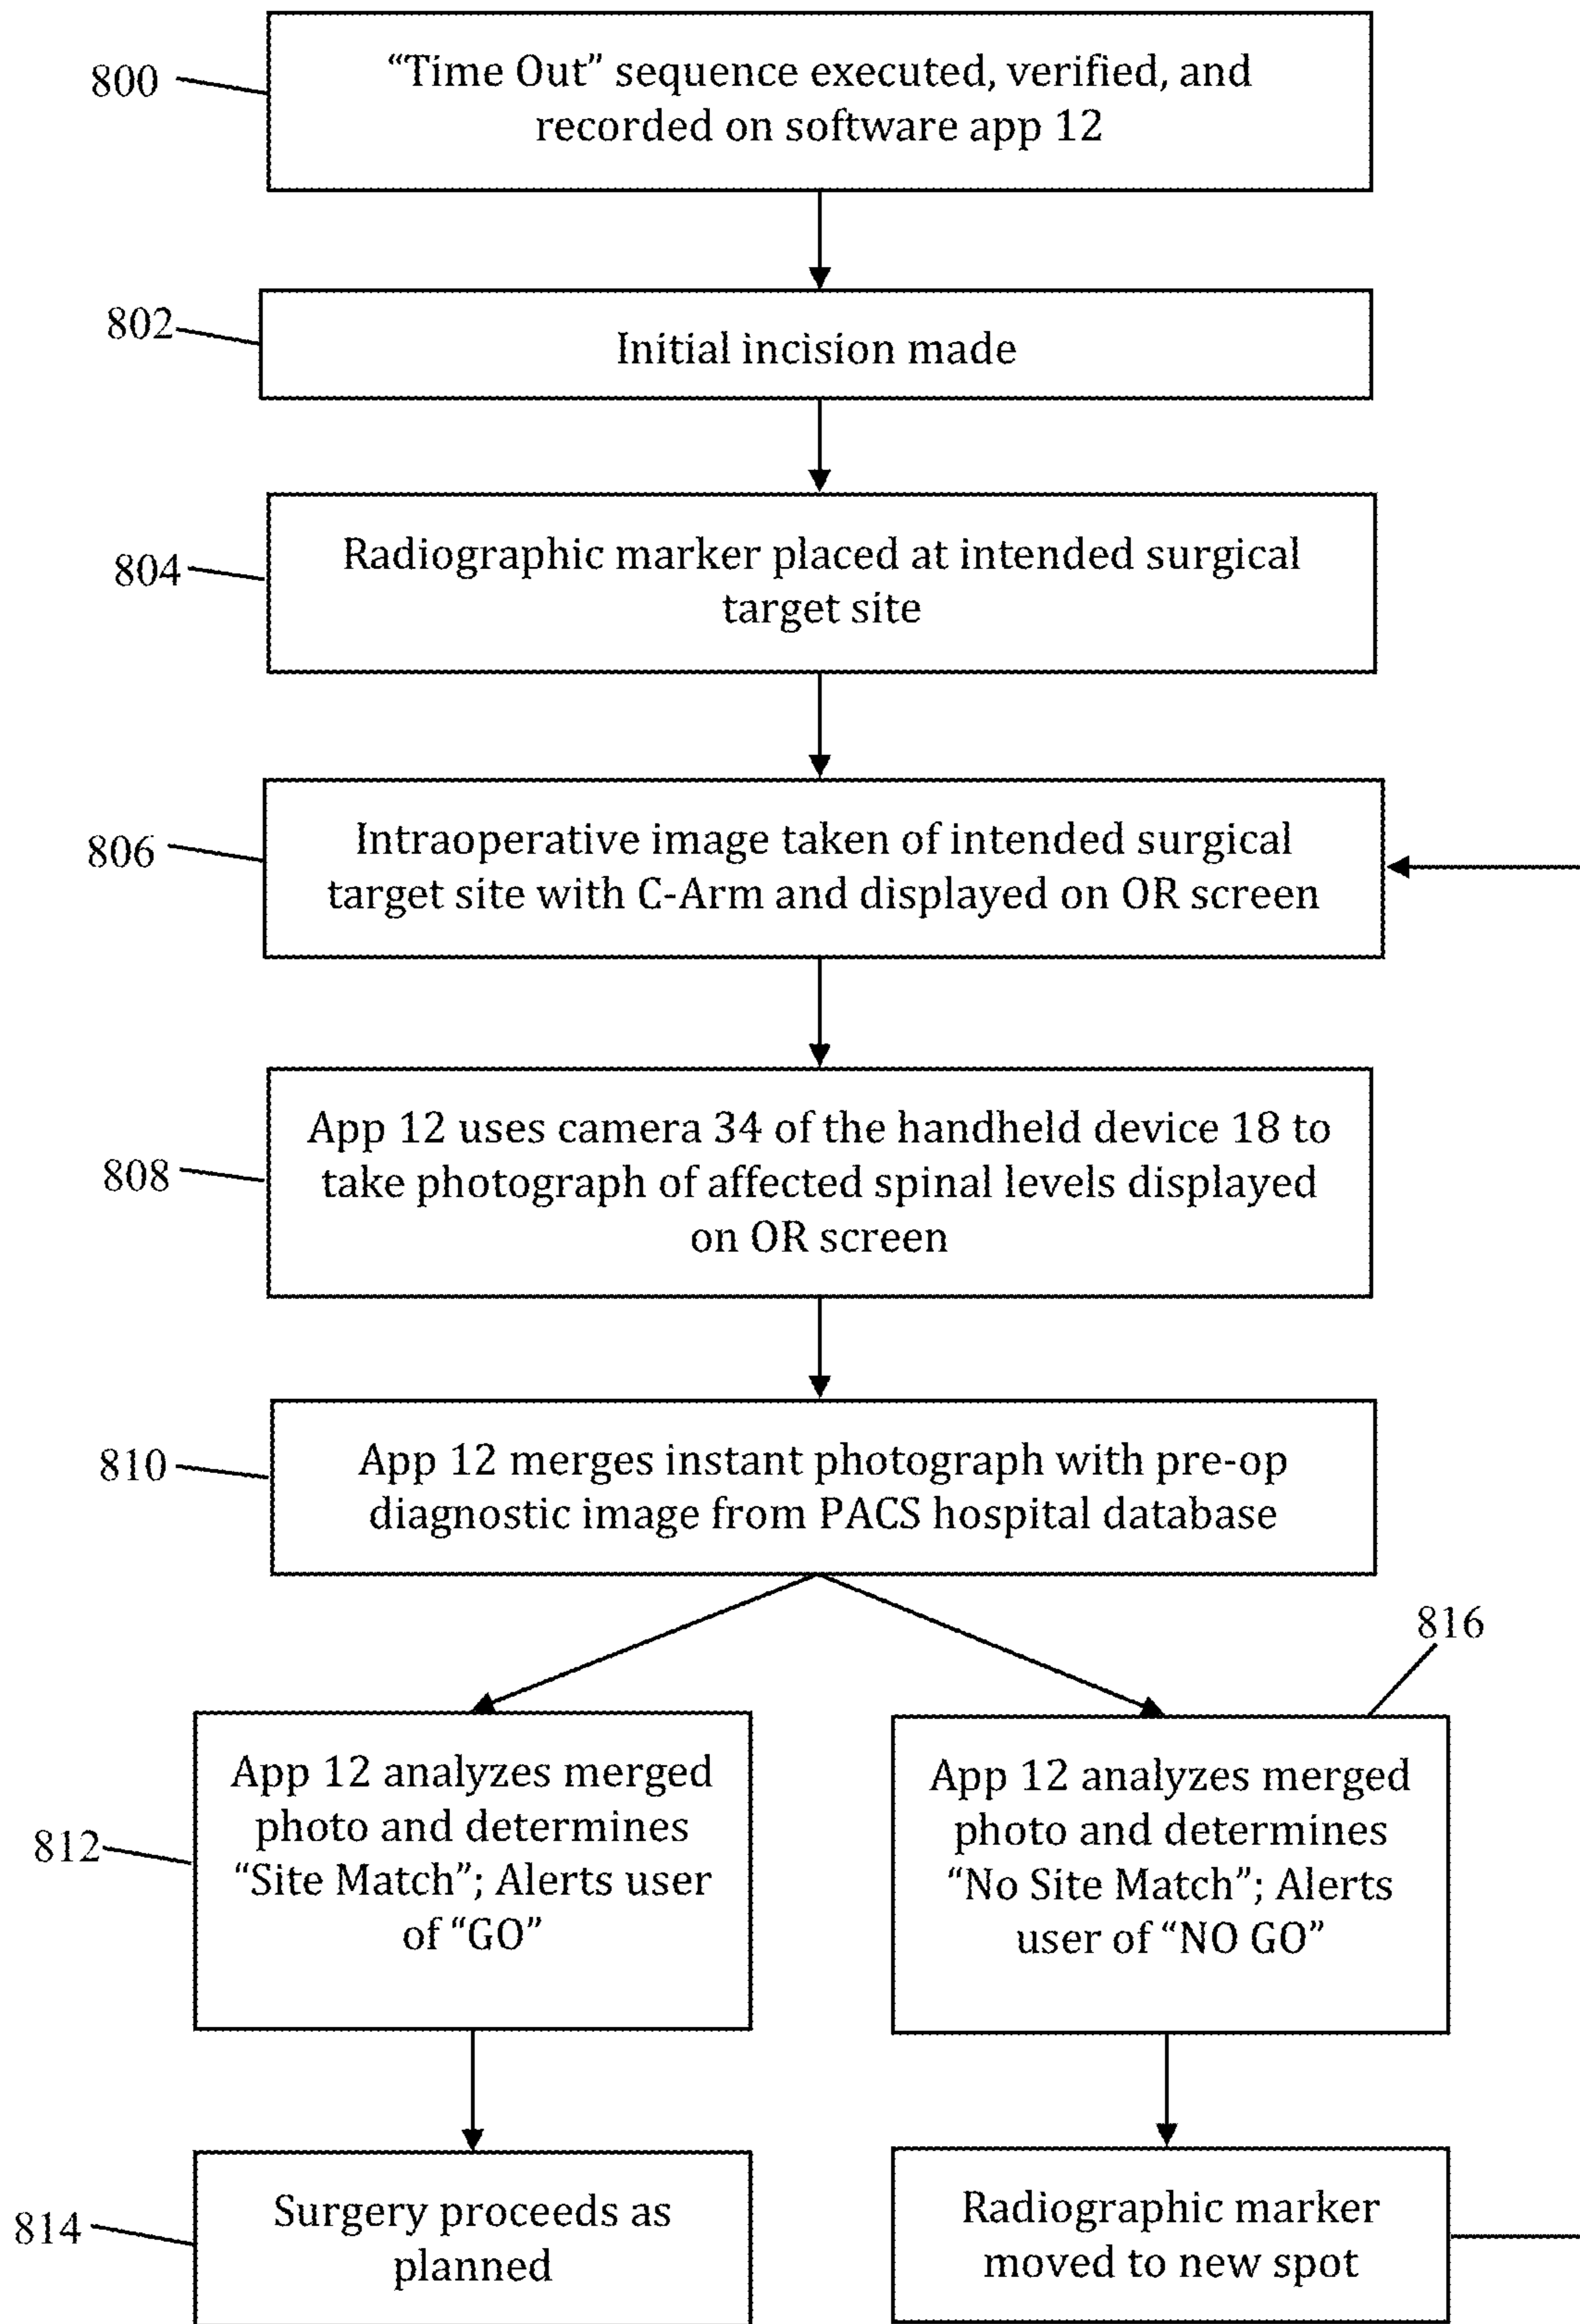 800
“Time Out” sequence executed, verified, and
recorded on software app 12
802
Initial incision made
804
Radiographic marker placed at intended surgical
target site
806
Intraoperative image taken of intended surgical
target site with C-Arm and displayed on OR screen
808
App 12 uses camera 34 of the handheld device 18 to
take photograph of affected spinal levels displayed
on OR screen
810
App 12 merges instant photograph with pre-op
diagnostic image from PACS hospital database
812
App 12 analyzes merged
photo and determines
“Site Match”; Alerts user
of “GO”
816
App 12 analyzes merged
photo and determines
“No Site Match”; Alerts
user of “NO GO”
814
Surgery proceeds as
planned
Radiographic marker
moved to new spot